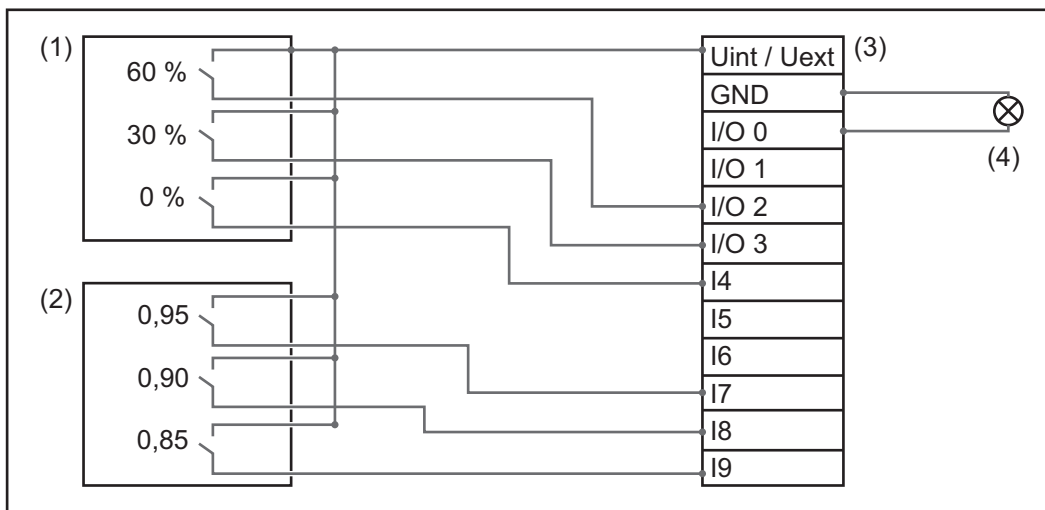 (1)
60 %
30 %
0 %
(2)
0,95
0,90
0,85
(3)
Uint / Uext
GND
I/O 0
I/O 1
I/O 2
I/O 3
I4
I5
I6
I7
I8
I9
(4)